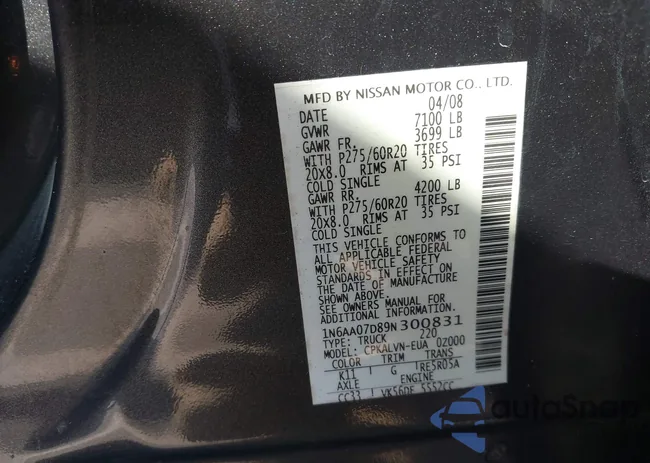 MFD BY NISSAN MOTOR CO., LTD.
DATE 04/08
GVWR 7100 LB
GAWR FR. 3699 LB
WITH P275/60R20 TIRES
20X8.0 RIMS AT 35 PSI
COLD SINGLE
GAWR RR. 4200 LB
WITH P275/60R20 TIRES
20X8.0 RIMS AT 35 PSI
COLD SINGLE
THIS VEHICLE CONFORMS TO
ALL APPLICABLE FEDERAL
MOTOR VEHICLE SAFETY
STANDARDS IN EFFECT ON
THE DATE OF MANUFACTURE
SHOWN ABOVE.
SEE OWNERS MANUAL FOR
ADDITIONAL INFORMATION.
1N6AA07D89N300831
TYPE: TRUCK 220
MODEL: CPKALVN-EUA 02000
COLOR TRIM TRANS
K11 G TRE5R05A
AXLE ENGINE
CC33 VK56DE 5552CC
autoSnap